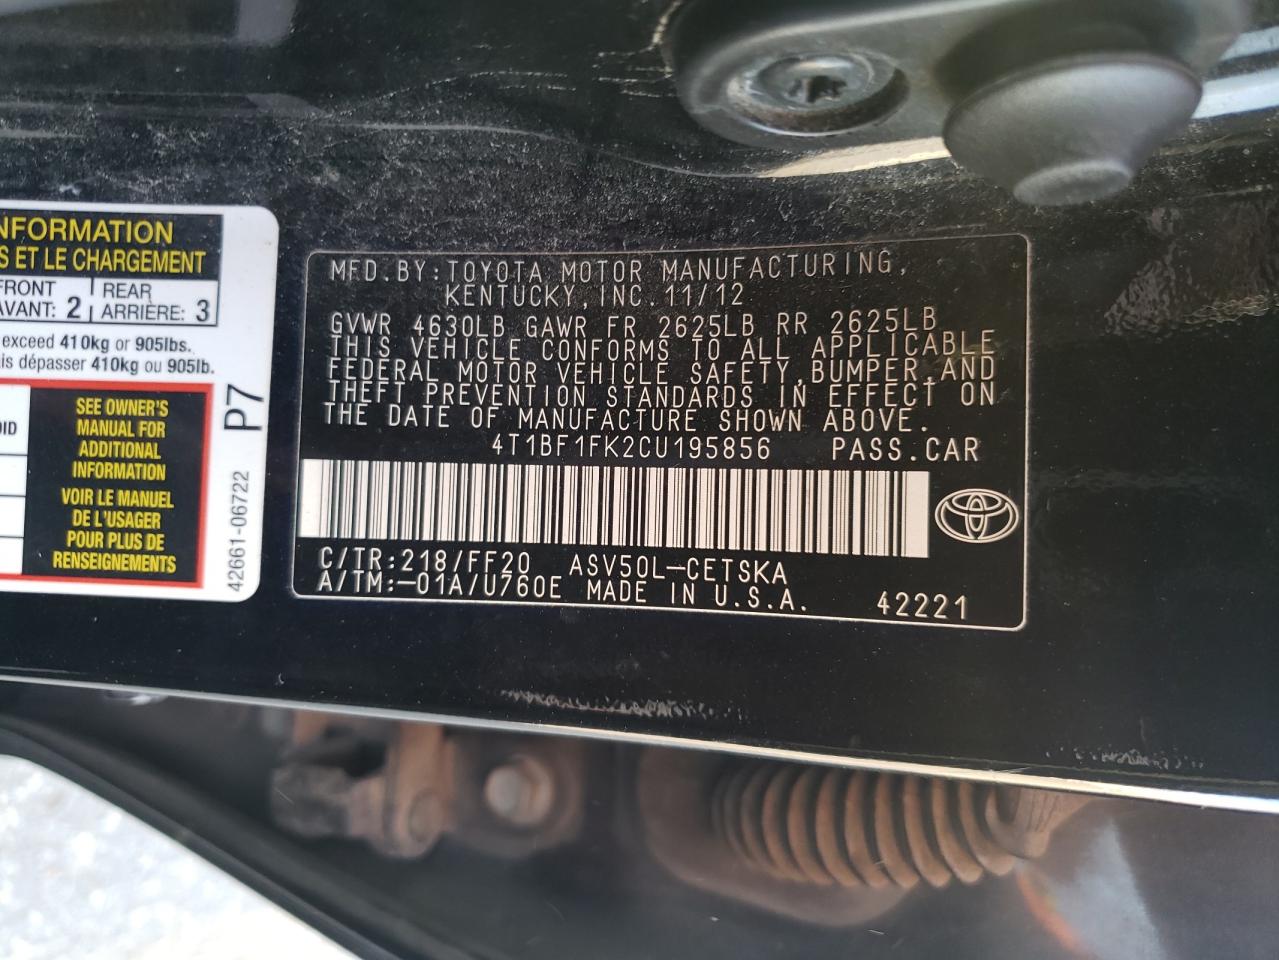 NFORMATION
S ET LE CHARGEMENT
FRONT
AVANT: 2
REAR
ARRIÈRE: 3
exceed 410kg or 905lbs.
ais dépasser 410kg ou 905lb.
OID
SEE OWNER'S
MANUAL FOR
ADDITIONAL
INFORMATION
VOIR LE MANUEL
DE L'USAGER
POUR PLUS DE
RENSEIGNEMENTS
P7
42661-06722
MFD.BY:TOYOTA MOTOR MANUFACTURING,
KENTUCKY,INC.11/12
GVWR 4630LB GAWR FR 2625LB RR 2625LB
THIS VEHICLE CONFORMS TO ALL APPLICABLE
FEDERAL MOTOR VEHICLE SAFETY,BUMPER,AND
THEFT PREVENTION STANDARDS IN EFFECT ON
THE DATE OF MANUFACTURE SHOWN ABOVE.
4T1BF1FK2CU195856 PASS.CAR
C/TR:218/FF20 ASV50L-CETSKA
A/TM:-01A/U760E MADE IN U.S.A. 42221